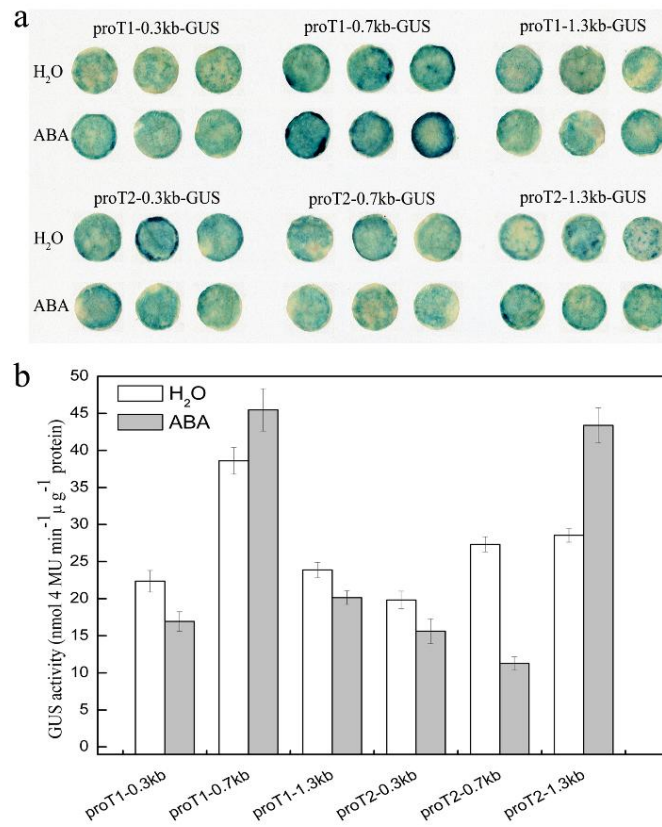 a
proT1-0.3kb-GUS proT1-0.7kb-GUS proT1-1.3kb-GUS
H₂O
ABA
proT2-0.3kb-GUS proT2-0.7kb-GUS proT2-1.3kb-GUS
H₂O
ABA
b
GUS activity (nmol 4 MU min⁻¹μg⁻¹ protein)
50
45
40
35
30
25
20
15
10
5
0
H₂O
ABA
proT1-0.3kb proT1-0.7kb proT1-1.3kb proT2-0.3kb proT2-0.7kb proT2-1.3kb